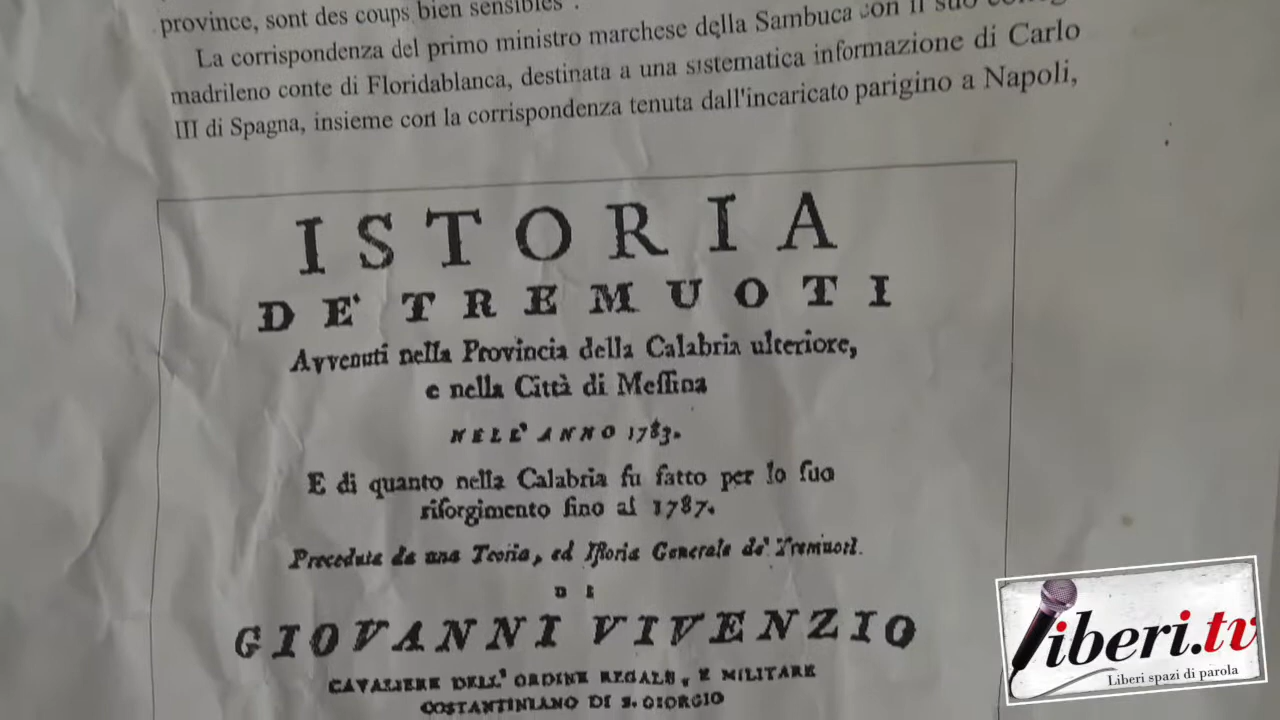 province, sont des coups bien sensibles".
La corrispondenza del primo ministro marchese della Sambuca con il suo
madrileno conte di Floridablanca, destinata a una sistematica informazione di Carlo
III di Spagna, insieme con la corrispondenza tenuta dall'incaricato parigino a Napoli,
ISTORIA
DE' TREMUOTI
Avvenuti nella Provincia della Calabria ulteriore,
e nella Città di Meſſina
NELL' ANNO 1783.
E di quanto nella Calabria fu fatto per lo ſuo
riſorgimento fino al 1787.
Preceduta da una Teoria, ed Iſtoria Generale de' Tremuoti.
DI
GIOVANNI VIVENZIO
CAVALIERE DELL' ORDINE REGALE, E MILITARE
COSTANTINIANO DI S. GIORGIO
liberi.tv
Liberi spazi di parola